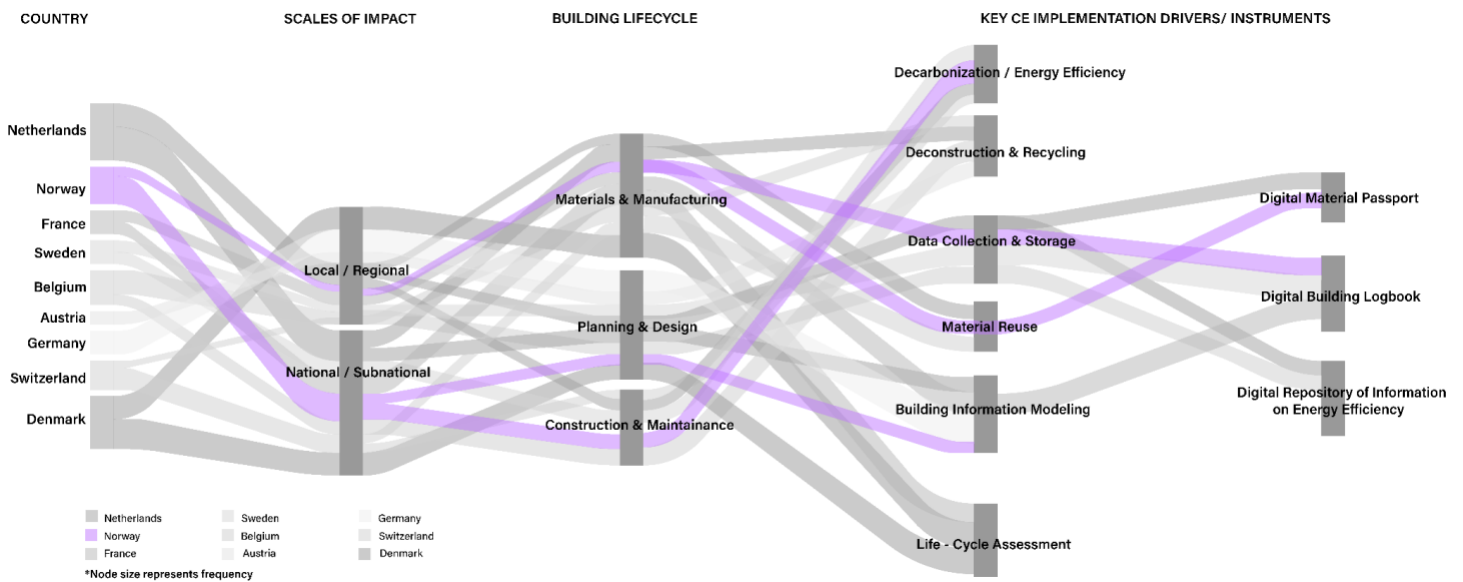 COUNTRY
SCALES OF IMPACT
BUILDING LIFECYCLE
KEY CE IMPLEMENTATION DRIVERS/ INSTRUMENTS
Netherlands
Norway
France
Sweden
Belgium
Austria
Germany
Switzerland
Denmark
Local / Regional
National / Subnational
Materials & Manufacturing
Planning & Design
Construction & Maintainance
Decarbonization / Energy Efficiency
Deconstruction & Recycling
Data Collection & Storage
Material Reuse
Building Information Modeling
Life - Cycle Assessment
Digital Material Passport
Digital Building Logbook
Digital Repository of Information
on Energy Efficiency
Netherlands
Norway
France
Sweden
Belgium
Austria
Germany
Switzerland
Denmark
*Node size represents frequency